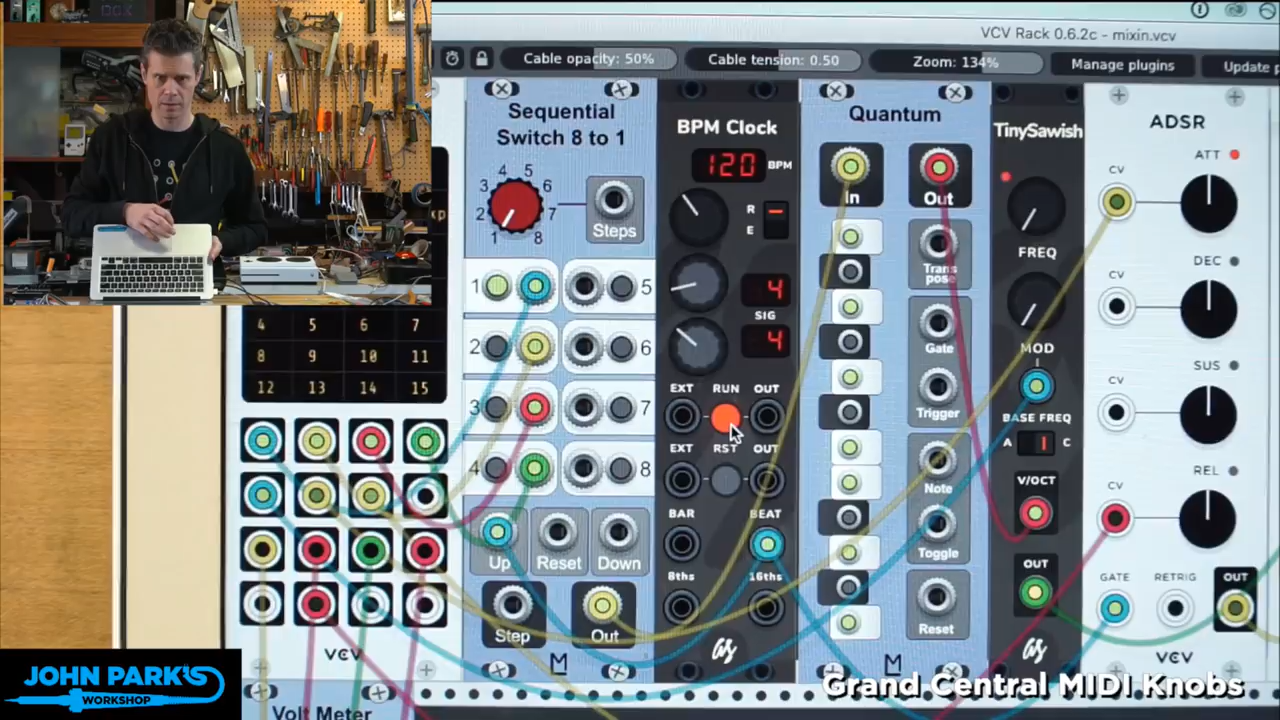 VCV Rack 0.6.2c - mixin.vcv
Cable opacity: 50%
Cable tension: 0.50
Zoom: 134%
Manage plugins
Update
Sequential
Switch 8 to 1
1 2 3 4 5 6 7 8
Steps
1 5
2 6
3 7
4 8
Up
Reset
Down
Step
Out
M
BPM Clock
120 BPM
R
E
4
SIG
4
EXT RUN OUT
EXT RST OUT
BAR BEAT
8ths 16ths
Quantum
In
Out
Trans
pose
Gate
Trigger
Note
Toggle
Reset
M
TinySawish
FREQ
MOD
BASE FREQ
A C
V/OCT
OUT
ADSR
ATT
CV
DEC
CV
SUS
CV
REL
CV
GATE RETRIG OUT
VCV
4 5 6 7
8 9 10 11
12 13 14 15
VCV
Volt Meter
JOHN PARK'S
WORKSHOP
Grand Central MIDI Knobs